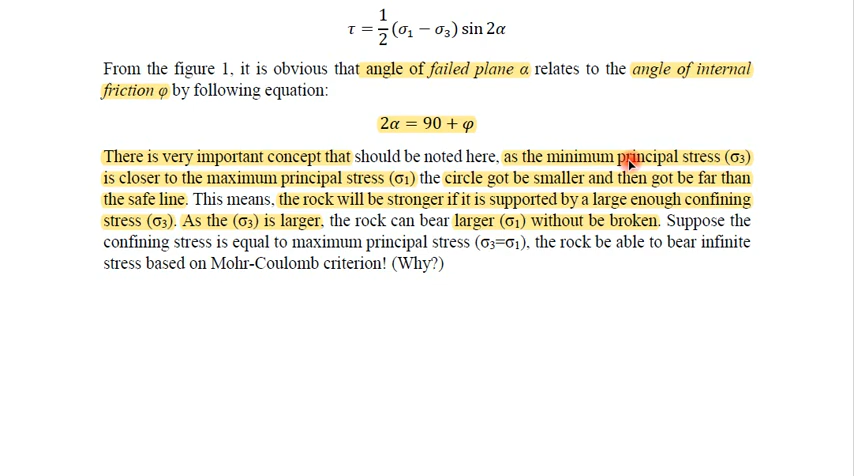 τ = 1/2 (σ₁ − σ₃) sin 2α
From the figure 1, it is obvious that angle of failed plane α relates to the angle of internal
friction φ by following equation:
2α = 90 + φ
There is very important concept that should be noted here, as the minimum principal stress (σ₃)
is closer to the maximum principal stress (σ₁) the circle got be smaller and then got be far than
the safe line. This means, the rock will be stronger if it is supported by a large enough confining
stress (σ₃). As the (σ₃) is larger, the rock can bear larger (σ₁) without be broken. Suppose the
confining stress is equal to maximum principal stress (σ₃=σ₁), the rock be able to bear infinite
stress based on Mohr-Coulomb criterion! (Why?)